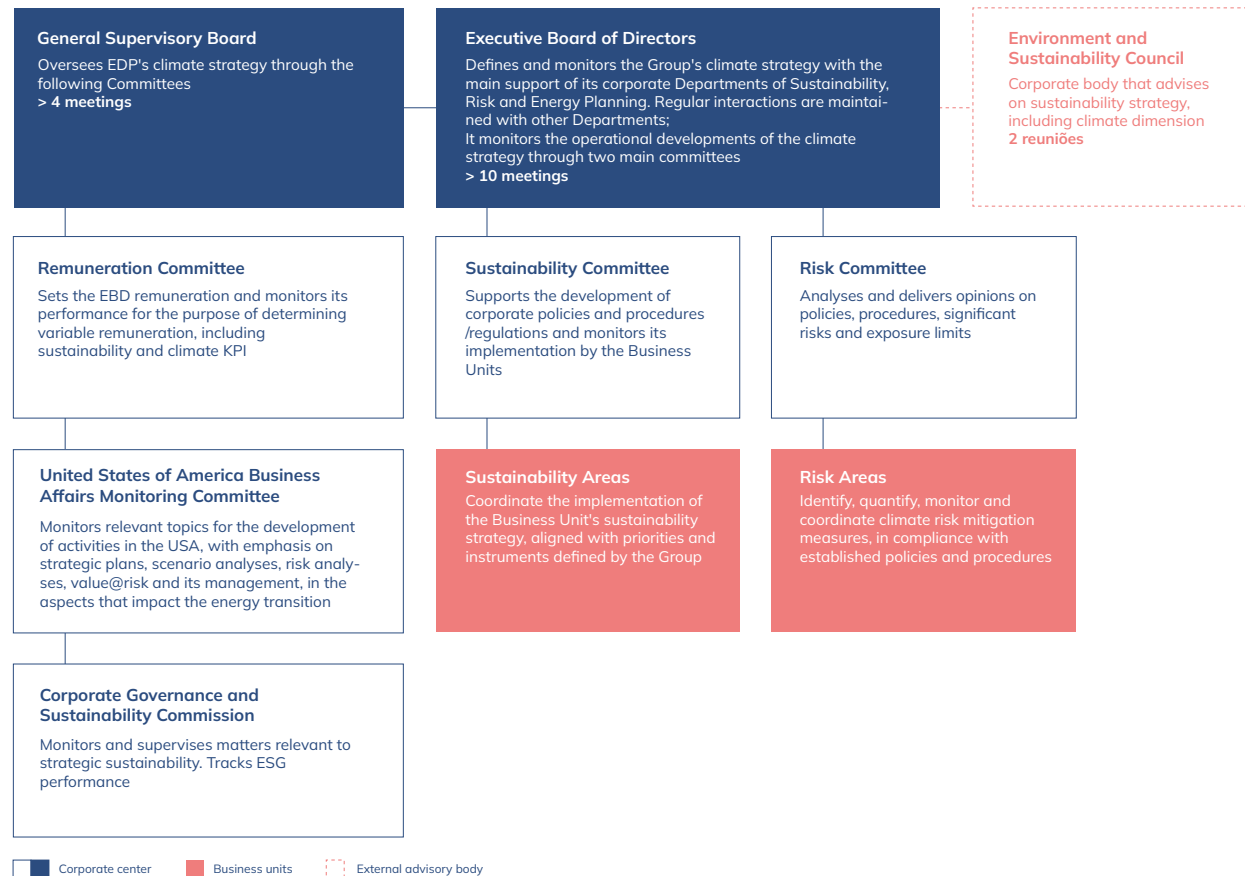 General Supervisory Board
Oversees EDP's climate strategy through the
following Committees
> 4 meetings
Executive Board of Directors
Defines and monitors the Group's climate strategy with the
main support of its corporate Departments of Sustainability,
Risk and Energy Planning. Regular interactions are maintai-
ned with other Departments;
It monitors the operational developments of the climate
strategy through two main committees
> 10 meetings
Environment and
Sustainability Council
Corporate body that advises
on sustainability strategy,
including climate dimension
2 reuniões
Remuneration Committee
Sets the EBD remuneration and monitors its
performance for the purpose of determining
variable remuneration, including
sustainability and climate KPI
Sustainability Committee
Supports the development of
corporate policies and procedures
/regulations and monitors its
implementation by the Business
Units
Risk Committee
Analyses and delivers opinions on
policies, procedures, significant
risks and exposure limits
United States of America Business
Affairs Monitoring Committee
Monitors relevant topics for the development
of activities in the USA, with emphasis on
strategic plans, scenario analyses, risk analy-
ses, value@risk and its management, in the
aspects that impact the energy transition
Sustainability Areas
Coordinate the implementation of
the Business Unit's sustainability
strategy, aligned with priorities and
instruments defined by the Group
Risk Areas
Identify, quantify, monitor and
coordinate climate risk mitigation
measures, in compliance with
established policies and procedures
Corporate Governance and
Sustainability Commission
Monitors and supervises matters relevant to
strategic sustainability. Tracks ESG
performance
Corporate center
Business units
External advisory body